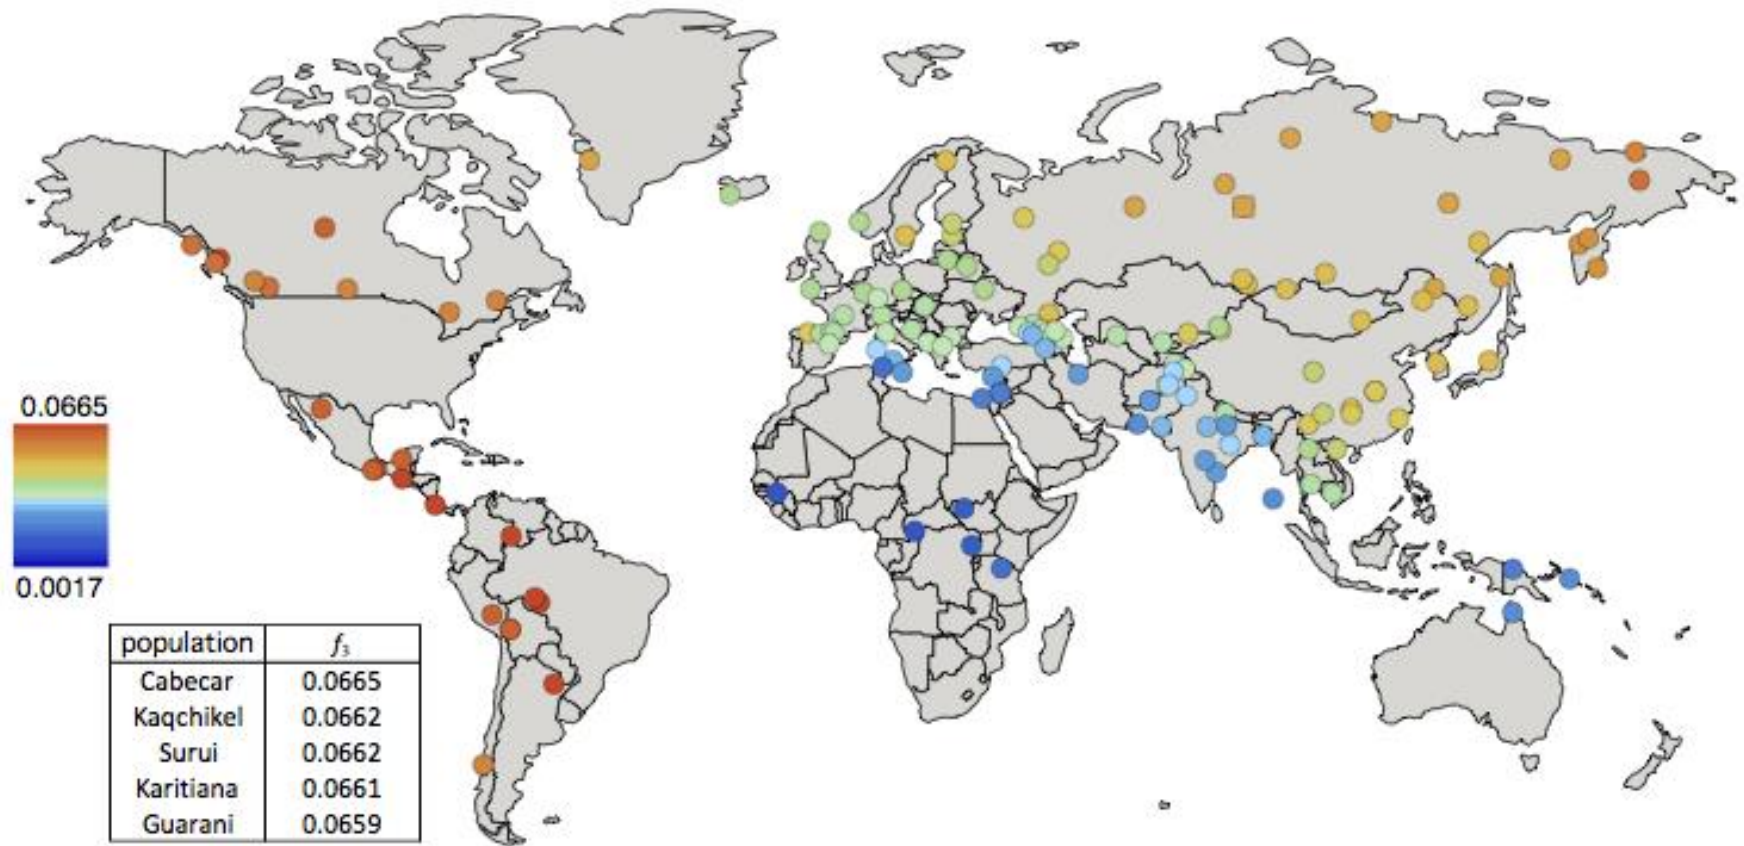 0.0665
0.0017
population f₃
Cabecar 0.0665
Kaqchikel 0.0662
Surui 0.0662
Karitiana 0.0661
Guarani 0.0659